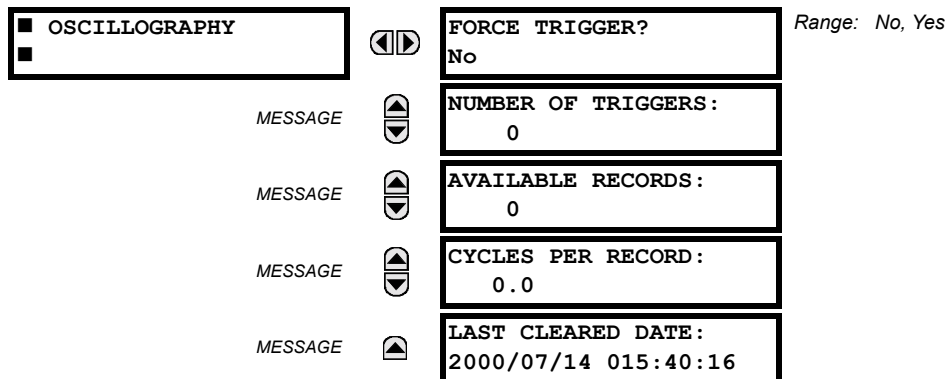 ■ OSCILLOGRAPHY
■
FORCE TRIGGER?
No
Range: No, Yes
MESSAGE
NUMBER OF TRIGGERS:
0
MESSAGE
AVAILABLE RECORDS:
0
MESSAGE
CYCLES PER RECORD:
0.0
MESSAGE
LAST CLEARED DATE:
2000/07/14 015:40:16